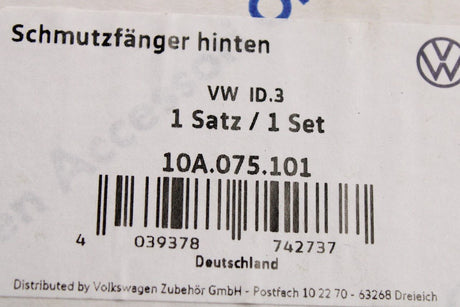 Schmutzfänger hinten
VW ID.3
1 Satz / 1 Set
10A.075.101
4 039378 742737
Deutschland
Distributed by Volkswagen Zubehör GmbH - Postfach 10 22 70 - 63268 Dreieich